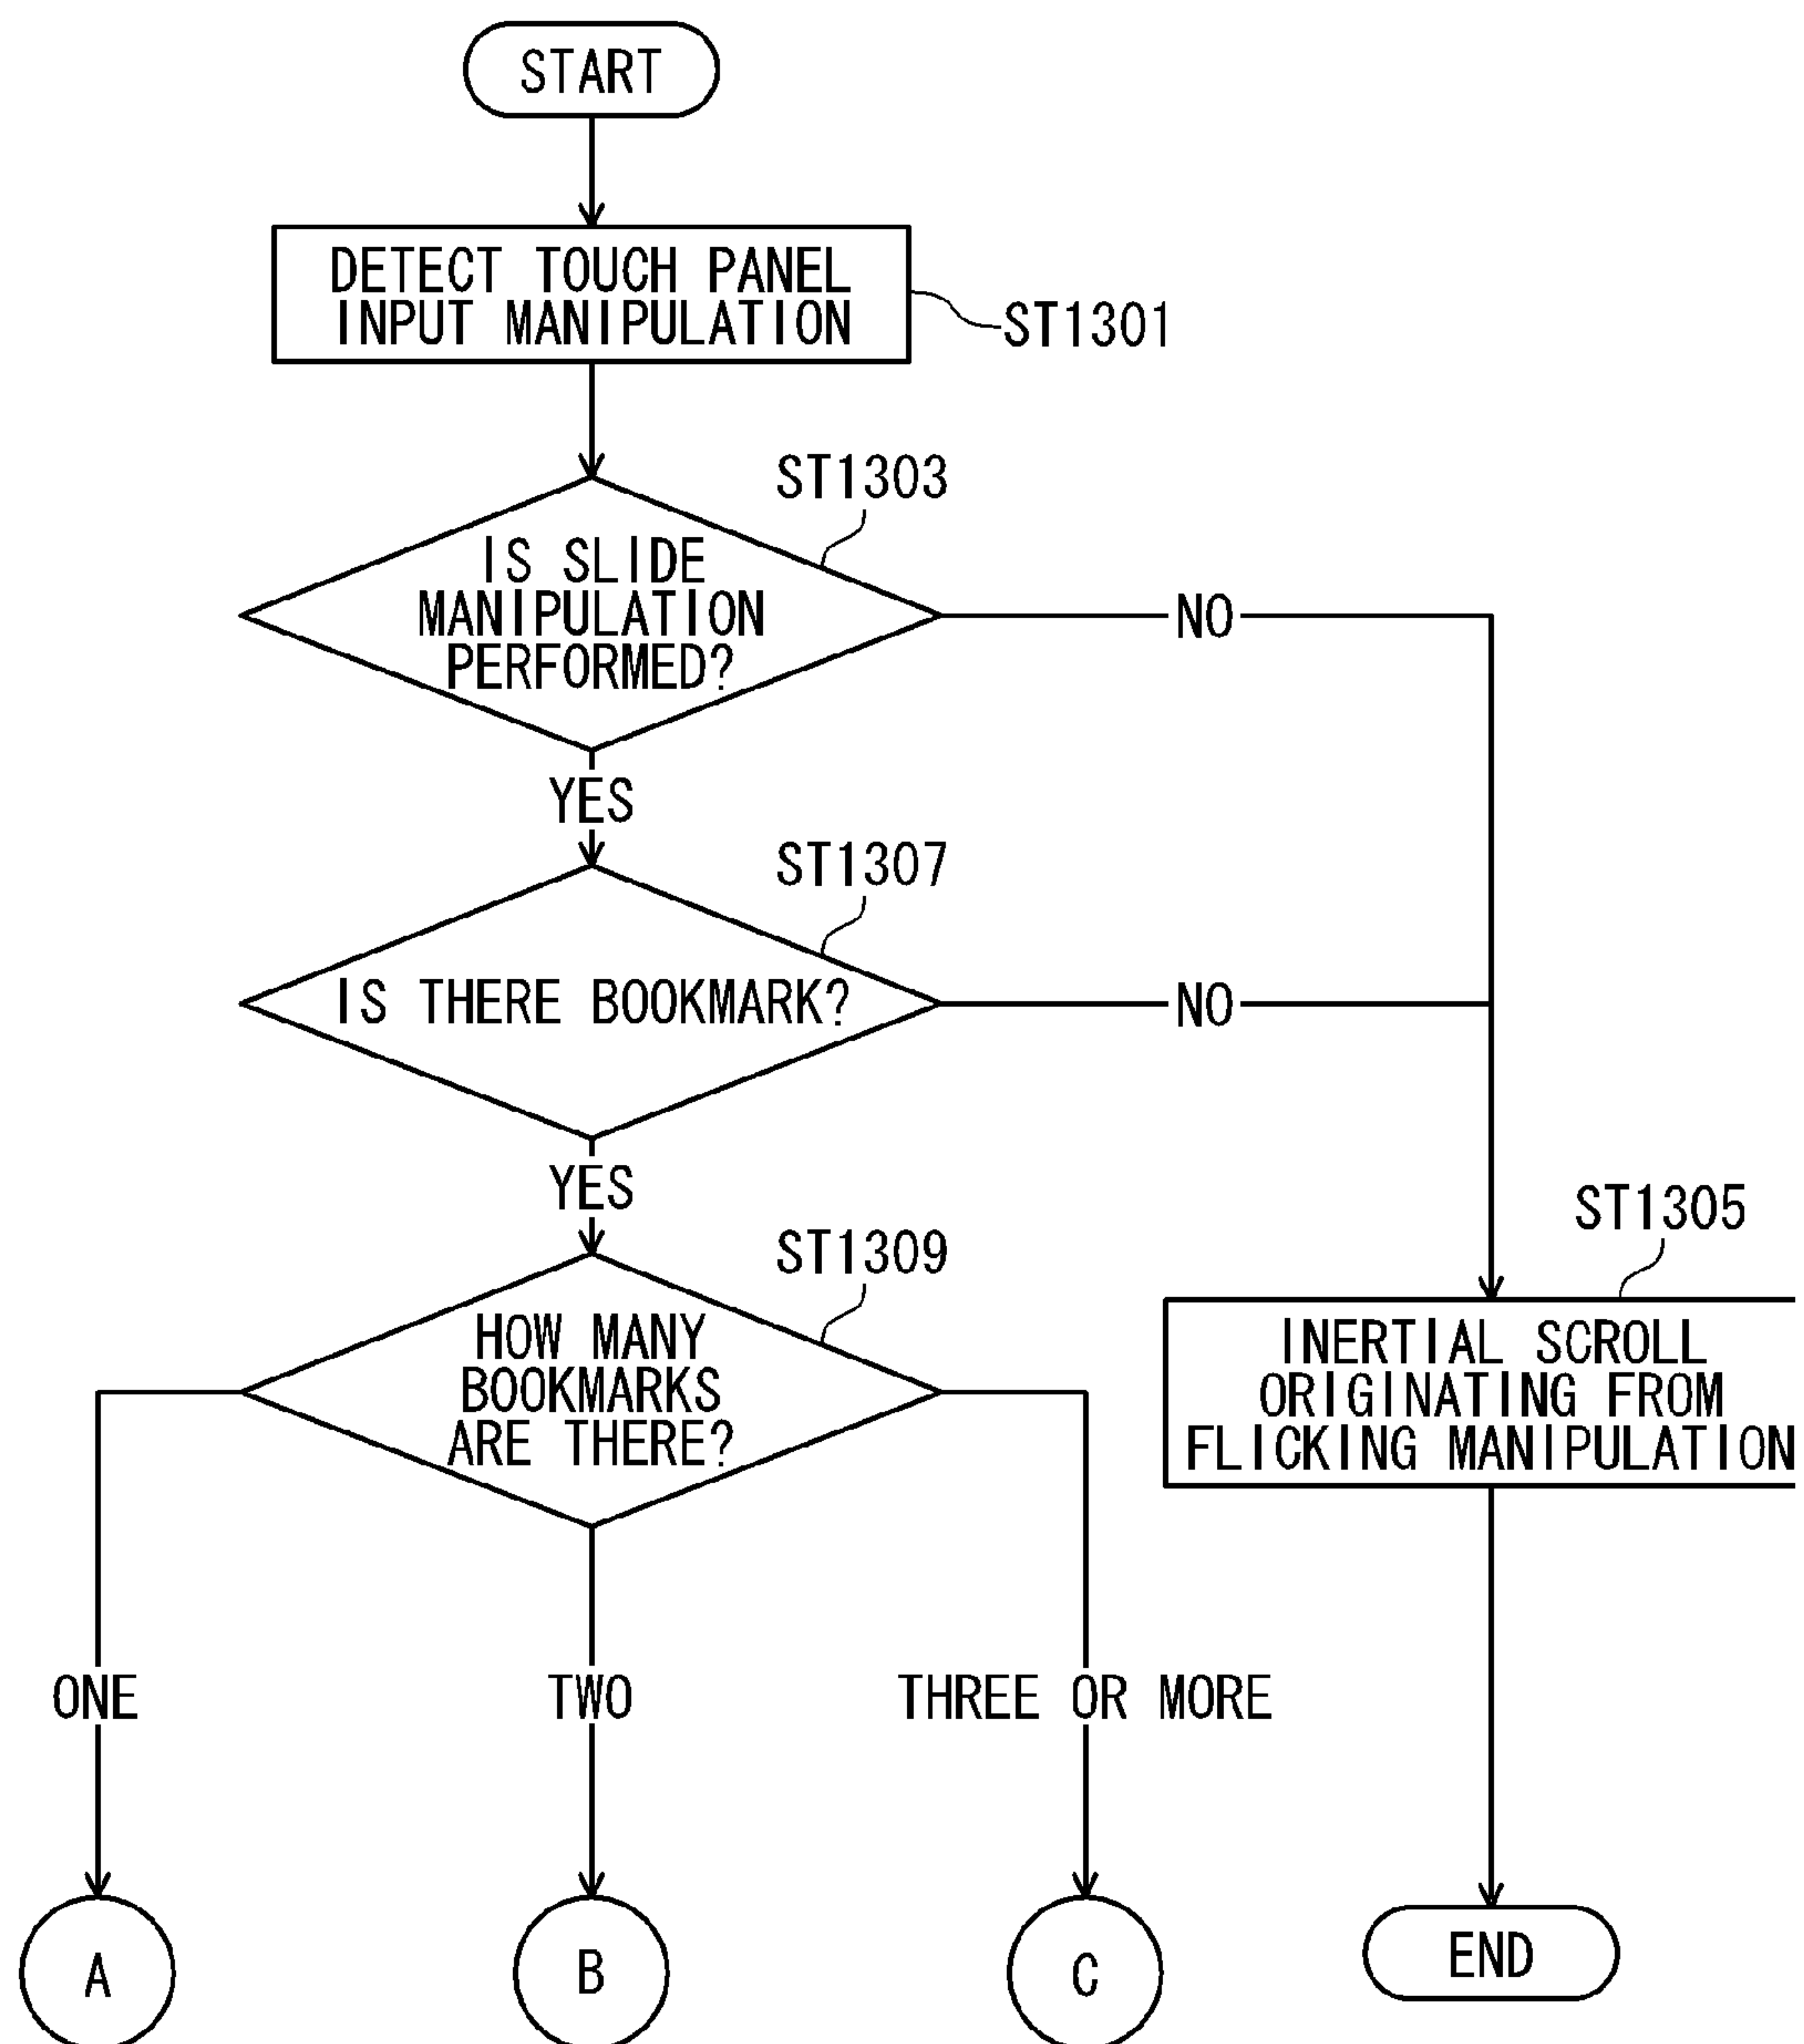 START
DETECT TOUCH PANEL
INPUT MANIPULATION
ST1301
ST1303
IS SLIDE
MANIPULATION
PERFORMED?
NO
YES
ST1307
IS THERE BOOKMARK?
NO
YES
ST1305
ST1309
HOW MANY
BOOKMARKS
ARE THERE?
INERTIAL SCROLL
ORIGINATING FROM
FLICKING MANIPULATION
ONE
TWO
THREE OR MORE
A
B
C
END